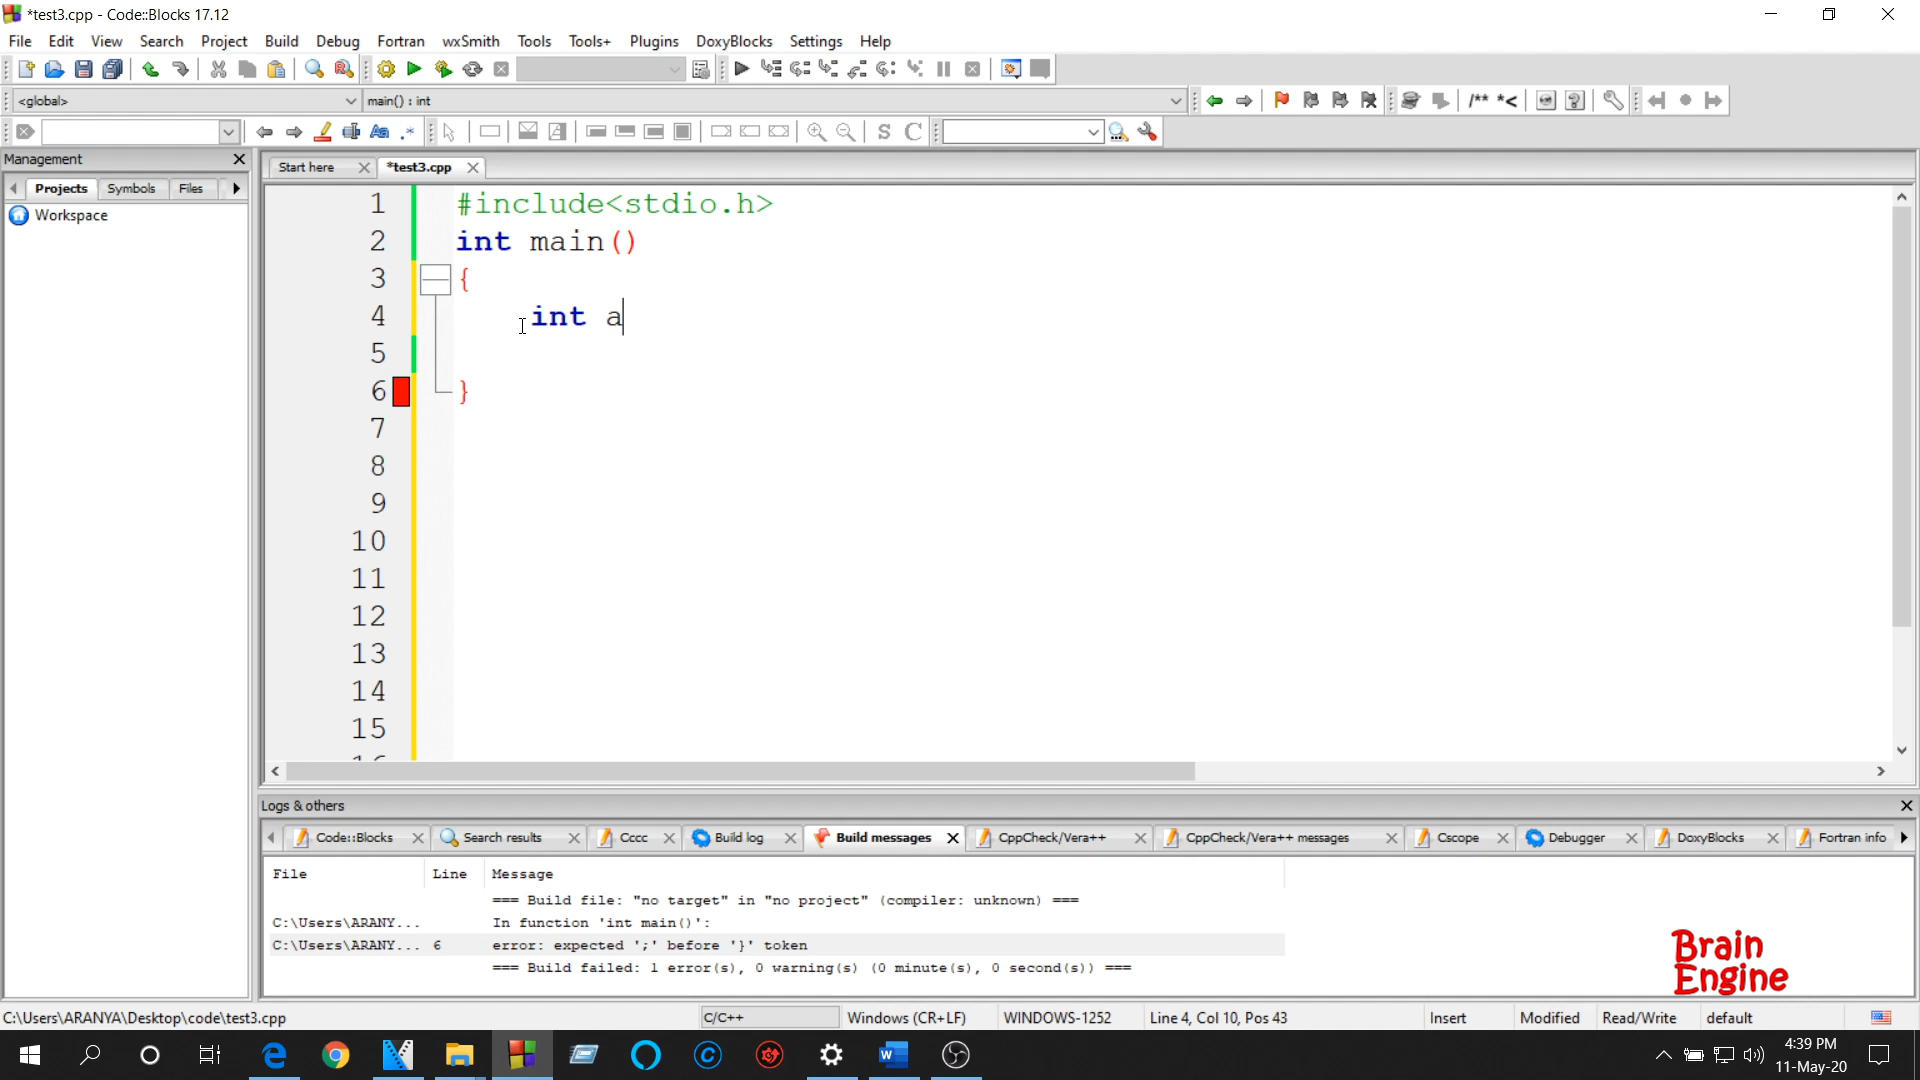 *test3.cpp - Code::Blocks 17.12
File Edit View Search Project Build Debug Fortran wxSmith Tools Tools+ Plugins DoxyBlocks Settings Help
<global> main() : int /** *<
Aa .* S C
Management
Projects Symbols Files
Workspace
Start here *test3.cpp
1 #include<stdio.h>
2 int main()
3 {
4 int a
5
6 }
7
8
9
10
11
12
13
14
15
Logs & others
Code::Blocks Search results Cccc Build log Build messages CppCheck/Vera++ CppCheck/Vera++ messages Cscope Debugger DoxyBlocks Fortran info
File Line Message
=== Build file: "no target" in "no project" (compiler: unknown) ===
C:\Users\ARANY... In function 'int main()':
C:\Users\ARANY... 6 error: expected ';' before '}' token
=== Build failed: 1 error(s), 0 warning(s) (0 minute(s), 0 second(s)) ===
Brain
Engine
C:\Users\ARANYA\Desktop\code\test3.cpp C/C++ Windows (CR+LF) WINDOWS-1252 Line 4, Col 10, Pos 43 Insert Modified Read/Write default
4:39 PM
11-May-20